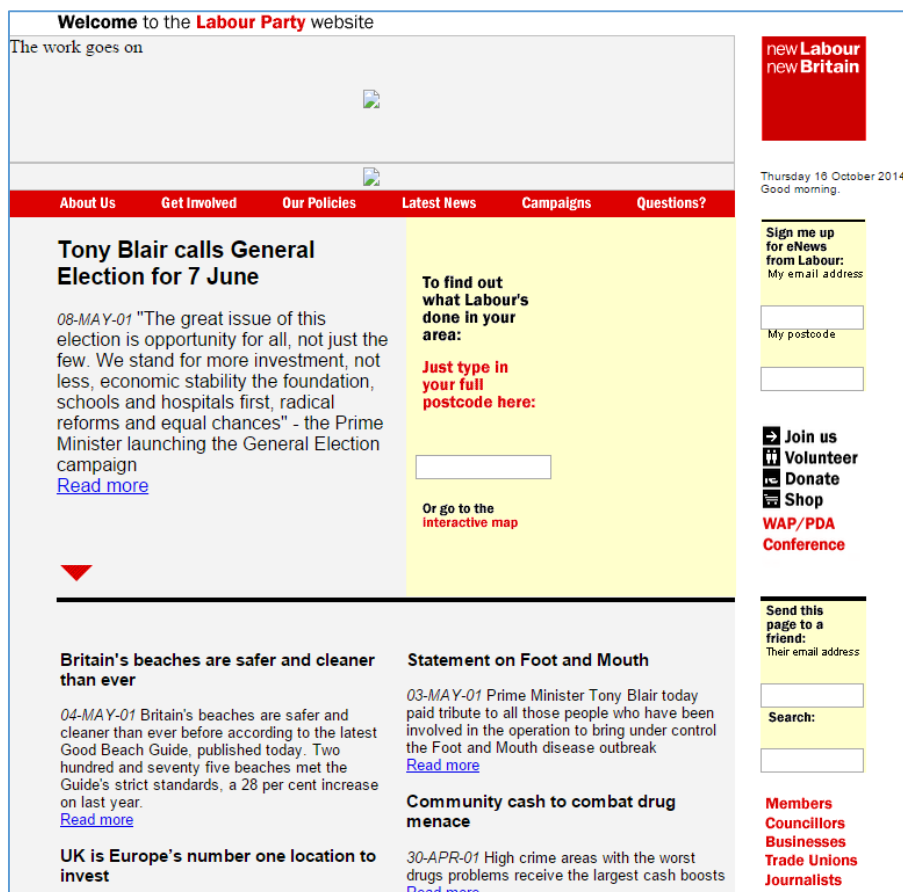 Welcome to the Labour Party website
The work goes on
new Labour
new Britain
Thursday 16 October 2014
Good morning.
About Us
Get Involved
Our Policies
Latest News
Campaigns
Questions?
Tony Blair calls General
Election for 7 June
08-MAY-01 "The great issue of this
election is opportunity for all, not just the
few. We stand for more investment, not
less, economic stability the foundation,
schools and hospitals first, radical
reforms and equal chances" - the Prime
Minister launching the General Election
campaign
Read more
To find out
what Labour's
done in your
area:
Just type in
your full
postcode here:
Or go to the
interactive map
Sign me up
for eNews
from Labour:
My email address
My postcode
Join us
Volunteer
Donate
Shop
WAP/PDA
Conference
Send this
page to a
friend:
Their email address
Search:
Members
Councillors
Businesses
Trade Unions
Journalists
Britain's beaches are safer and cleaner
than ever
04-MAY-01 Britain's beaches are safer and
cleaner than ever before according to the latest
Good Beach Guide, published today. Two
hundred and seventy five beaches met the
Guide's strict standards, a 28 per cent increase
on last year.
Read more
UK is Europe's number one location to
invest
Statement on Foot and Mouth
03-MAY-01 Prime Minister Tony Blair today
paid tribute to all those people who have been
involved in the operation to bring under control
the Foot and Mouth disease outbreak
Read more
Community cash to combat drug
menace
30-APR-01 High crime areas with the worst
drugs problems receive the largest cash boosts
Read more